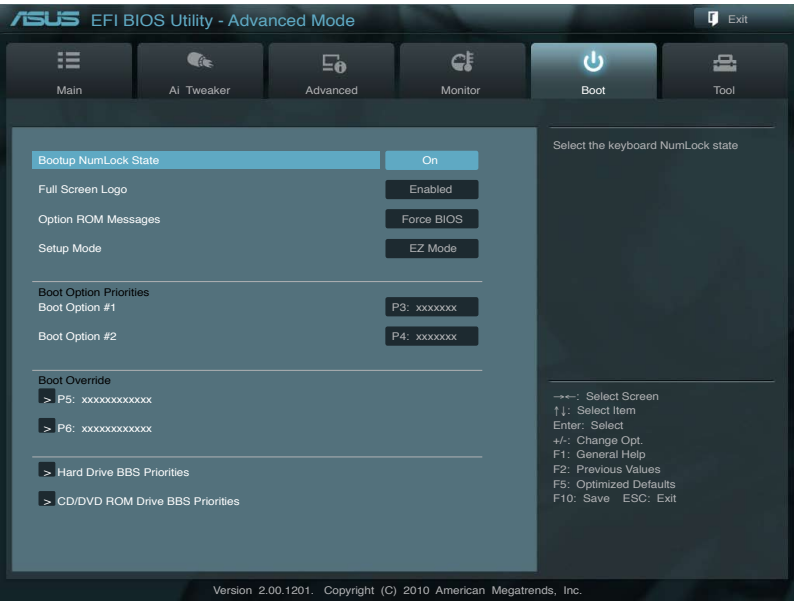 ASUS EFI BIOS Utility - Advanced Mode
Exit
Main
Ai Tweaker
Advanced
Monitor
Boot
Tool
Bootup NumLock State On
Full Screen Logo Enabled
Option ROM Messages Force BIOS
Setup Mode EZ Mode
Boot Option Priorities
Boot Option #1 P3: xxxxxxx
Boot Option #2 P4: xxxxxxx
Boot Override
> P5: xxxxxxxxxxxx
> P6: xxxxxxxxxxxx
> Hard Drive BBS Priorities
> CD/DVD ROM Drive BBS Priorities
Select the keyboard NumLock state
→←: Select Screen
↑↓: Select Item
Enter: Select
+/-: Change Opt.
F1: General Help
F2: Previous Values
F5: Optimized Defaults
F10: Save ESC: Exit
Version 2.00.1201. Copyright (C) 2010 American Megatrends, Inc.